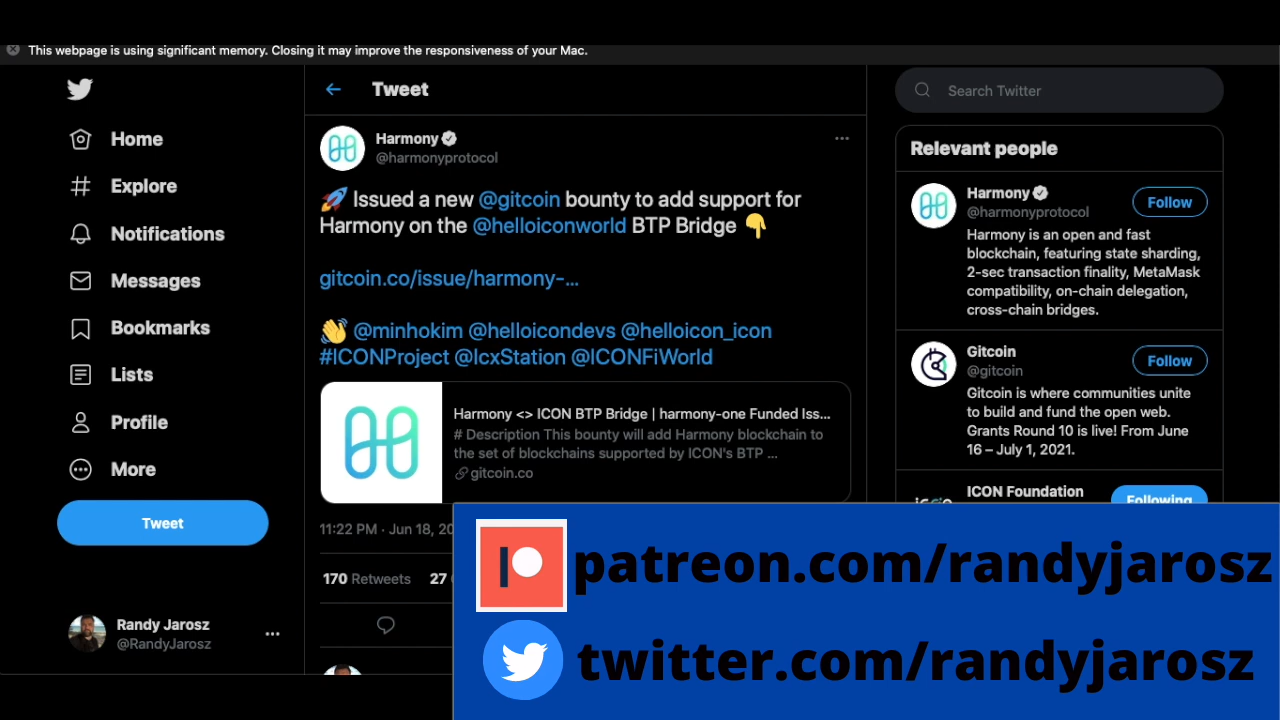 This webpage is using significant memory. Closing it may improve the responsiveness of your Mac.
Home
Explore
Notifications
Messages
Bookmarks
Lists
Profile
More
Tweet
Randy Jarosz
@RandyJarosz
Tweet
Harmony
@harmonyprotocol
🚀 Issued a new @gitcoin bounty to add support for
Harmony on the @helloiconworld BTP Bridge 👇
gitcoin.co/issue/harmony-...
👋 @minhokim @helloicondevs @helloicon_icon
#ICONProject @IcxStation @ICONFiWorld
Harmony <> ICON BTP Bridge | harmony-one Funded Iss...
# Description This bounty will add Harmony blockchain to
the set of blockchains supported by ICON's BTP ...
gitcoin.co
11:22 PM · Jun 18, 20
170 Retweets 27
Search Twitter
Relevant people
Harmony
@harmonyprotocol
Follow
Harmony is an open and fast
blockchain, featuring state sharding,
2-sec transaction finality, MetaMask
compatibility, on-chain delegation,
cross-chain bridges.
Gitcoin
@gitcoin
Follow
Gitcoin is where communities unite
to build and fund the open web.
Grants Round 10 is live! From June
16 – July 1, 2021.
ICON Foundation
Following
patreon.com/randyjarosz
twitter.com/randyjarosz